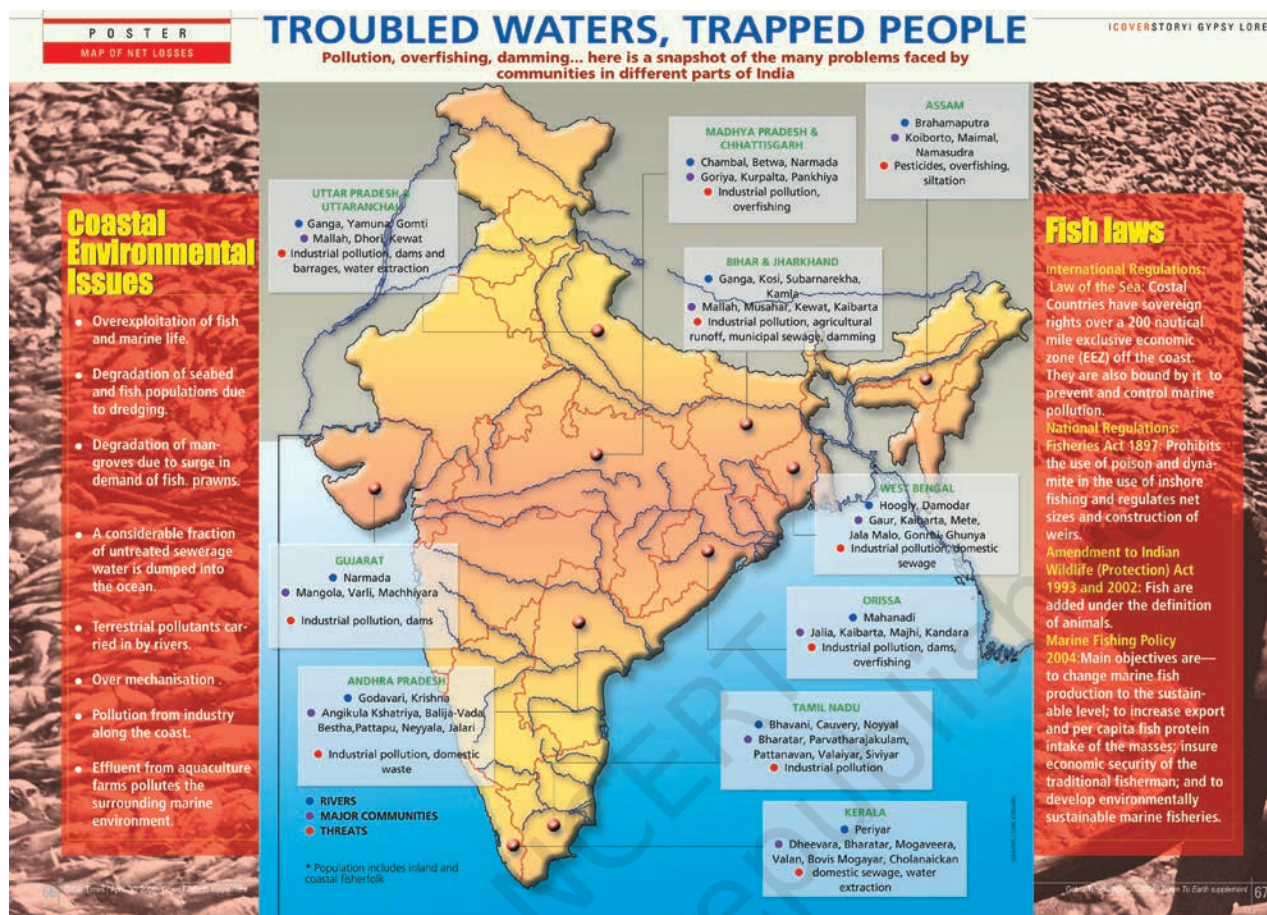 POSTER
MAP OF NET LOSSES
TROUBLED WATERS, TRAPPED PEOPLE
Pollution, overfishing, damming... here is a snapshot of the many problems faced by
communities in different parts of India
|COVERSTORY| GYPSY LORE
Coastal
Environmental
Issues
• Overexploitation of fish
and marine life.
• Degradation of seabed
and fish populations due
to dredging.
• Degradation of man-
groves due to surge in
demand of fish. prawns.
• A considerable fraction
of untreated sewerage
water is dumped into
the ocean.
• Terrestrial pollutants car-
ried in by rivers.
• Over mechanisation .
• Pollution from industry
along the coast.
• Effluent from aquaculture
farms pollutes the
surrounding marine
environment.
UTTAR PRADESH &
UTTARANCHAL
• Ganga, Yamuna, Gomti
• Mallah, Dhori, Kewat
• Industrial pollution, dams and
barrages, water extraction
MADHYA PRADESH &
CHHATTISGARH
• Chambal, Betwa, Narmada
• Goriya, Kurpalta, Pankhiya
• Industrial pollution,
overfishing
ASSAM
• Brahamaputra
• Koiborto, Maimal,
Namasudra
• Pesticides, overfishing,
siltation
BIHAR & JHARKHAND
• Ganga, Kosi, Subarnarekha,
Kamla
• Mallah, Musahar, Kewat, Kaibarta
• Industrial pollution, agricultural
runoff, municipal sewage, damming
WEST BENGAL
• Hoogly, Damodar
• Gaur, Kaibarta, Mete,
Jala Malo, Gonrhi, Ghunya
• Industrial pollution, domestic
sewage
GUJARAT
• Narmada
• Mangola, Varli, Machhiyara
• Industrial pollution, dams
ORISSA
• Mahanadi
• Jalia, Kaibarta, Majhi, Kandara
• Industrial pollution, dams,
overfishing
ANDHRA PRADESH
• Godavari, Krishna
• Angikula Kshatriya, Balija-Vada,
Bestha,Pattapu, Neyyala, Jalari
• Industrial pollution, domestic
waste
TAMIL NADU
• Bhavani, Cauvery, Noyyal
• Bharatar, Parvatharajakulam,
Pattanavan, Valaiyar, Siviyar
• Industrial pollution
KERALA
• Periyar
• Dheevara, Bharatar, Mogaveera,
Valan, Bovis Mogayar, Cholanaickan
• domestic sewage, water
extraction
• RIVERS
• MAJOR COMMUNITIES
• THREATS
* Population includes inland and
coastal fisherfolk
Fish laws
International Regulations:
Law of the Sea: Costal
Countries have sovereign
rights over a 200 nautical
mile exclusive economic
zone (EEZ) off the coast.
They are also bound by it to
prevent and control marine
pollution.
National Regulations:
Fisheries Act 1897: Prohibits
the use of poison and dyna-
mite in the use of inshore
fishing and regulates net
sizes and construction of
weirs.
Amendment to Indian
Wildlife (Protection) Act
1993 and 2002: Fish are
added under the definition
of animals.
Marine Fishing Policy
2004:Main objectives are—
to change marine fish
production to the sustain-
able level; to increase export
and per capita fish protein
intake of the masses; insure
economic security of the
traditional fisherman; and to
develop environmentally
sustainable marine fisheries.
66
Down To Earth supplement
67
NCERT